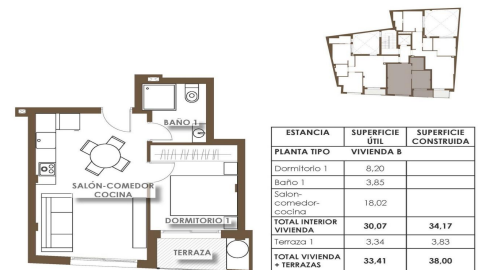 BAÑO 1
SALÓN-COMEDOR
COCINA
DORMITORIO 1
TERRAZA
ESTANCIA SUPERFICIE ÚTIL SUPERFICIE CONSTRUIDA
PLANTA TIPO VIVIENDA B
Dormitorio 1 8,20
Baño 1 3,85
Salon-
comedor-
cocina 18,02
TOTAL INTERIOR
VIVIENDA 30,07 34,17
Terraza 1 3,34 3,83
TOTAL VIVIENDA
+ TERRAZAS 33,41 38,00